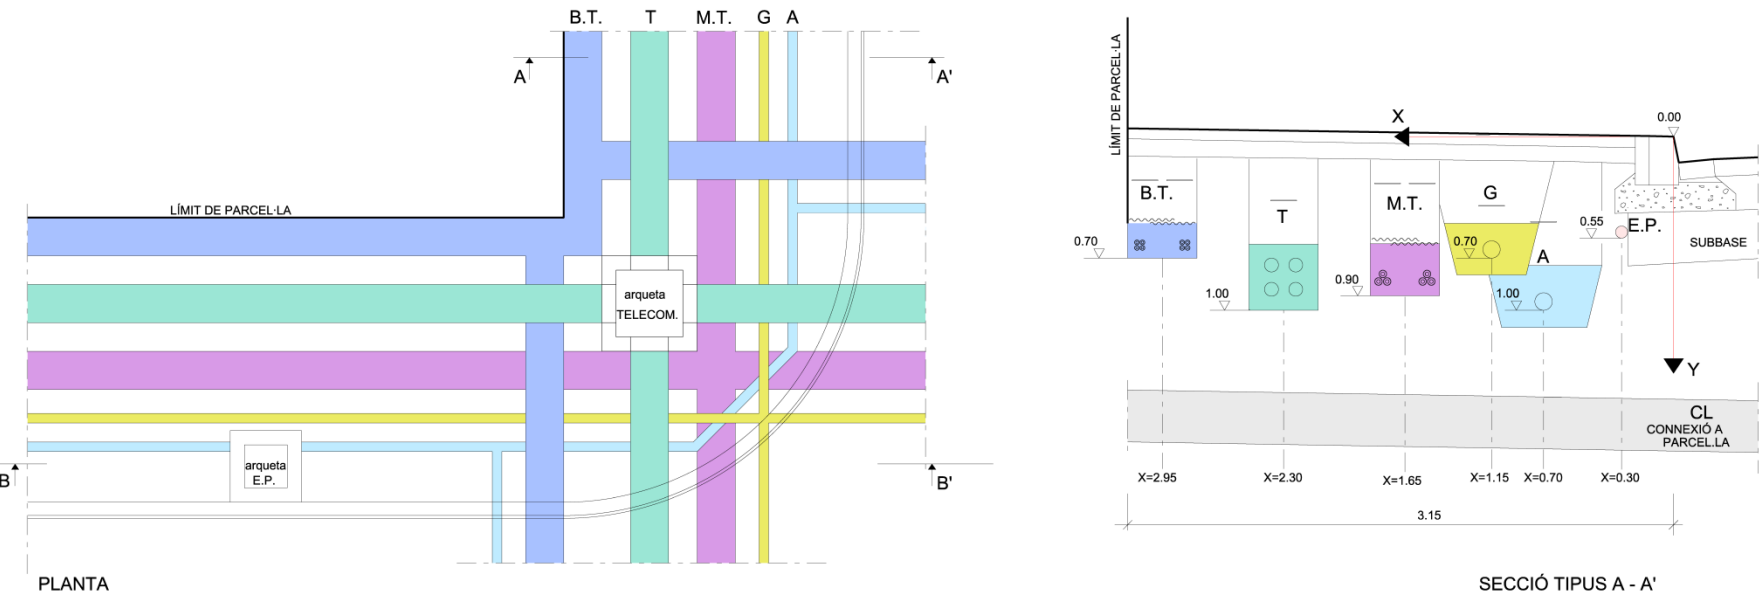 B.T. T M.T. G A
A A'
LÍMIT DE PARCEL·LA
arqueta
TELECOM.
arqueta
E.P.
B B'
PLANTA
LÍMIT DE PARCEL·LA
X
0.00
B.T.
T
M.T.
G
A
E.P.
SUBBASE
0.70
1.00
0.90
0.70
1.00
0.55
Y
CL
CONNEXIÓ A
PARCEL.LA
X=2.95 X=2.30 X=1.65 X=1.15 X=0.70 X=0.30
3.15
SECCIÓ TIPUS A - A'